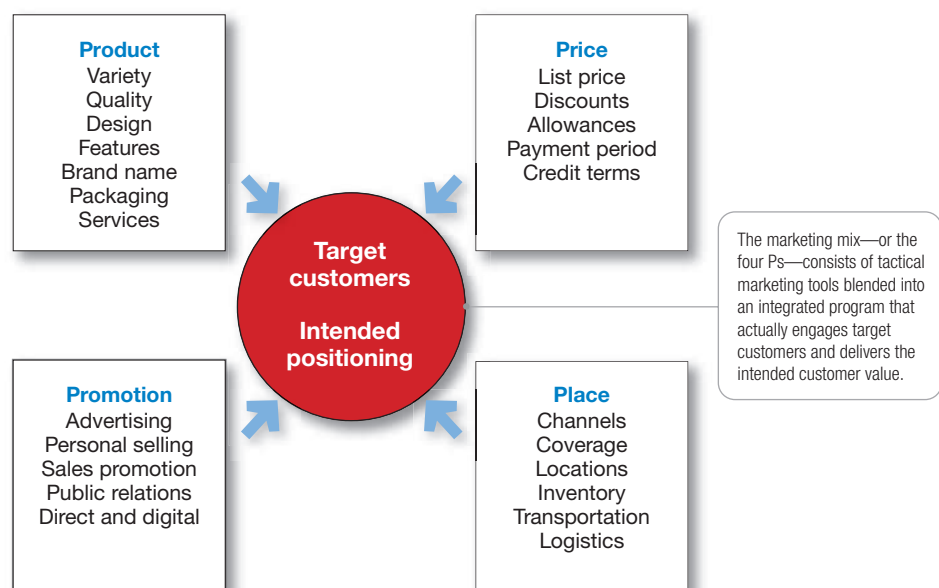 Product
Variety
Quality
Design
Features
Brand name
Packaging
Services
Price
List price
Discounts
Allowances
Payment period
Credit terms
Target
customers
Intended
positioning
The marketing mix—or the
four Ps—consists of tactical
marketing tools blended into
an integrated program that
actually engages target
customers and delivers the
intended customer value.
Promotion
Advertising
Personal selling
Sales promotion
Public relations
Direct and digital
Place
Channels
Coverage
Locations
Inventory
Transportation
Logistics